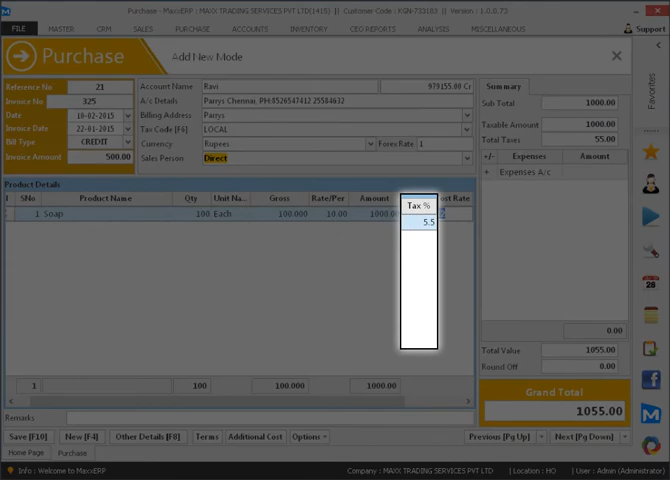 Purchase - MaxxERP - MAXX TRADING SERVICES PVT LTD(1415) || Customer Code : KGN-733183 || Version : 1.0.0.73
FILE MASTER CRM SALES PURCHASE ACCOUNTS INVENTORY CEO REPORTS ANALYSIS MISCELLANEOUS Support
Purchase Add New Mode
Reference No 21
Invoice No 325
Date 10-02-2015
Invoice Date 22-01-2015
Bill Type CREDIT
Invoice Amount 500.00
Account Name Ravi 979155.00 Cr
A/c Details Parrys Chennai, PH:8526547412 25584632
Billing Address Parrys
Tax Code [F6] LOCAL
Currency Rupees Forex Rate 1
Sales Person Direct
Summary
Sub Total 1000.00
Taxable Amount 1000.00
Total Taxes 55.00
+/- Expenses Amount
+ Expenses A/c
0.00
Total Value 1055.00
Round Off 0.00
Grand Total
1055.00
Favorites
Product Details
SNo Product Name Qty Unit Na... Gross Rate/Per Amount Tax % ost Rate
1 Soap 100 Each 100.000 10.00 1000.00 5.5
1 100 100.000 1000.00
Remarks
Save [F10] New [F4] Other Details [F8] Terms Additional Cost Options Previous [Pg Up] Next [Pg Down]
Home Page Purchase
Info : Welcome to MaxxERP Company : MAXX TRADING SERVICES PVT LTD | Location : HO | User : Admin (Administrator)